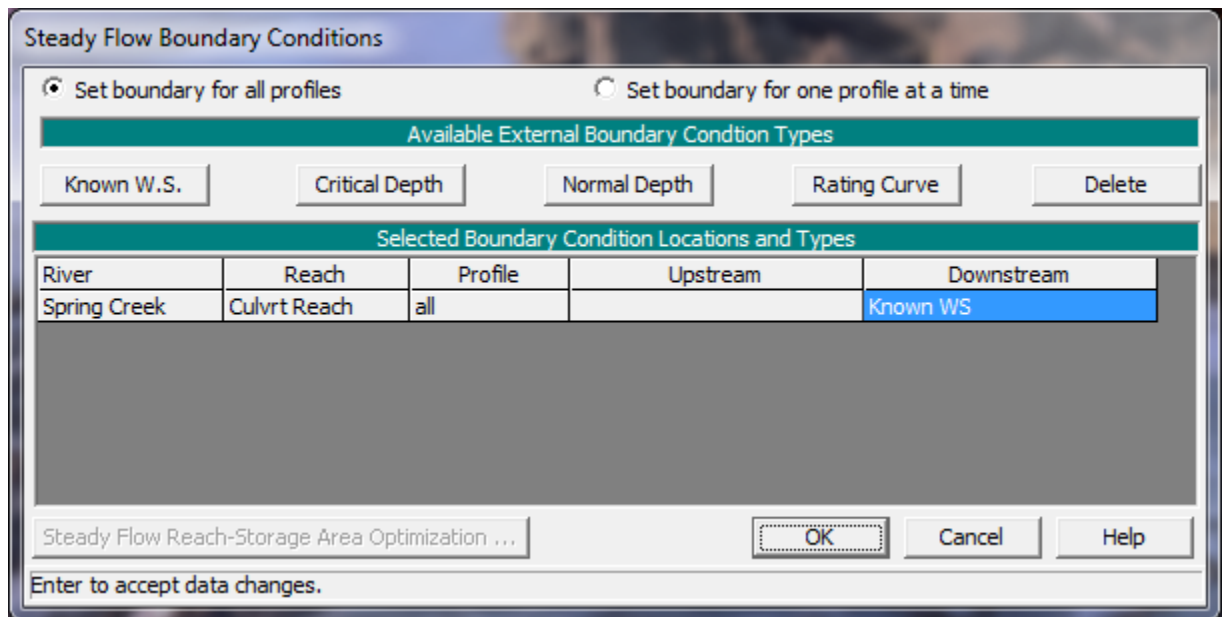 Steady Flow Boundary Conditions
Set boundary for all profiles Set boundary for one profile at a time
Available External Boundary Condtion Types
Known W.S. Critical Depth Normal Depth Rating Curve Delete
Selected Boundary Condition Locations and Types
River Reach Profile Upstream Downstream
Spring Creek Culvrt Reach all Known WS
Steady Flow Reach-Storage Area Optimization ... OK Cancel Help
Enter to accept data changes.